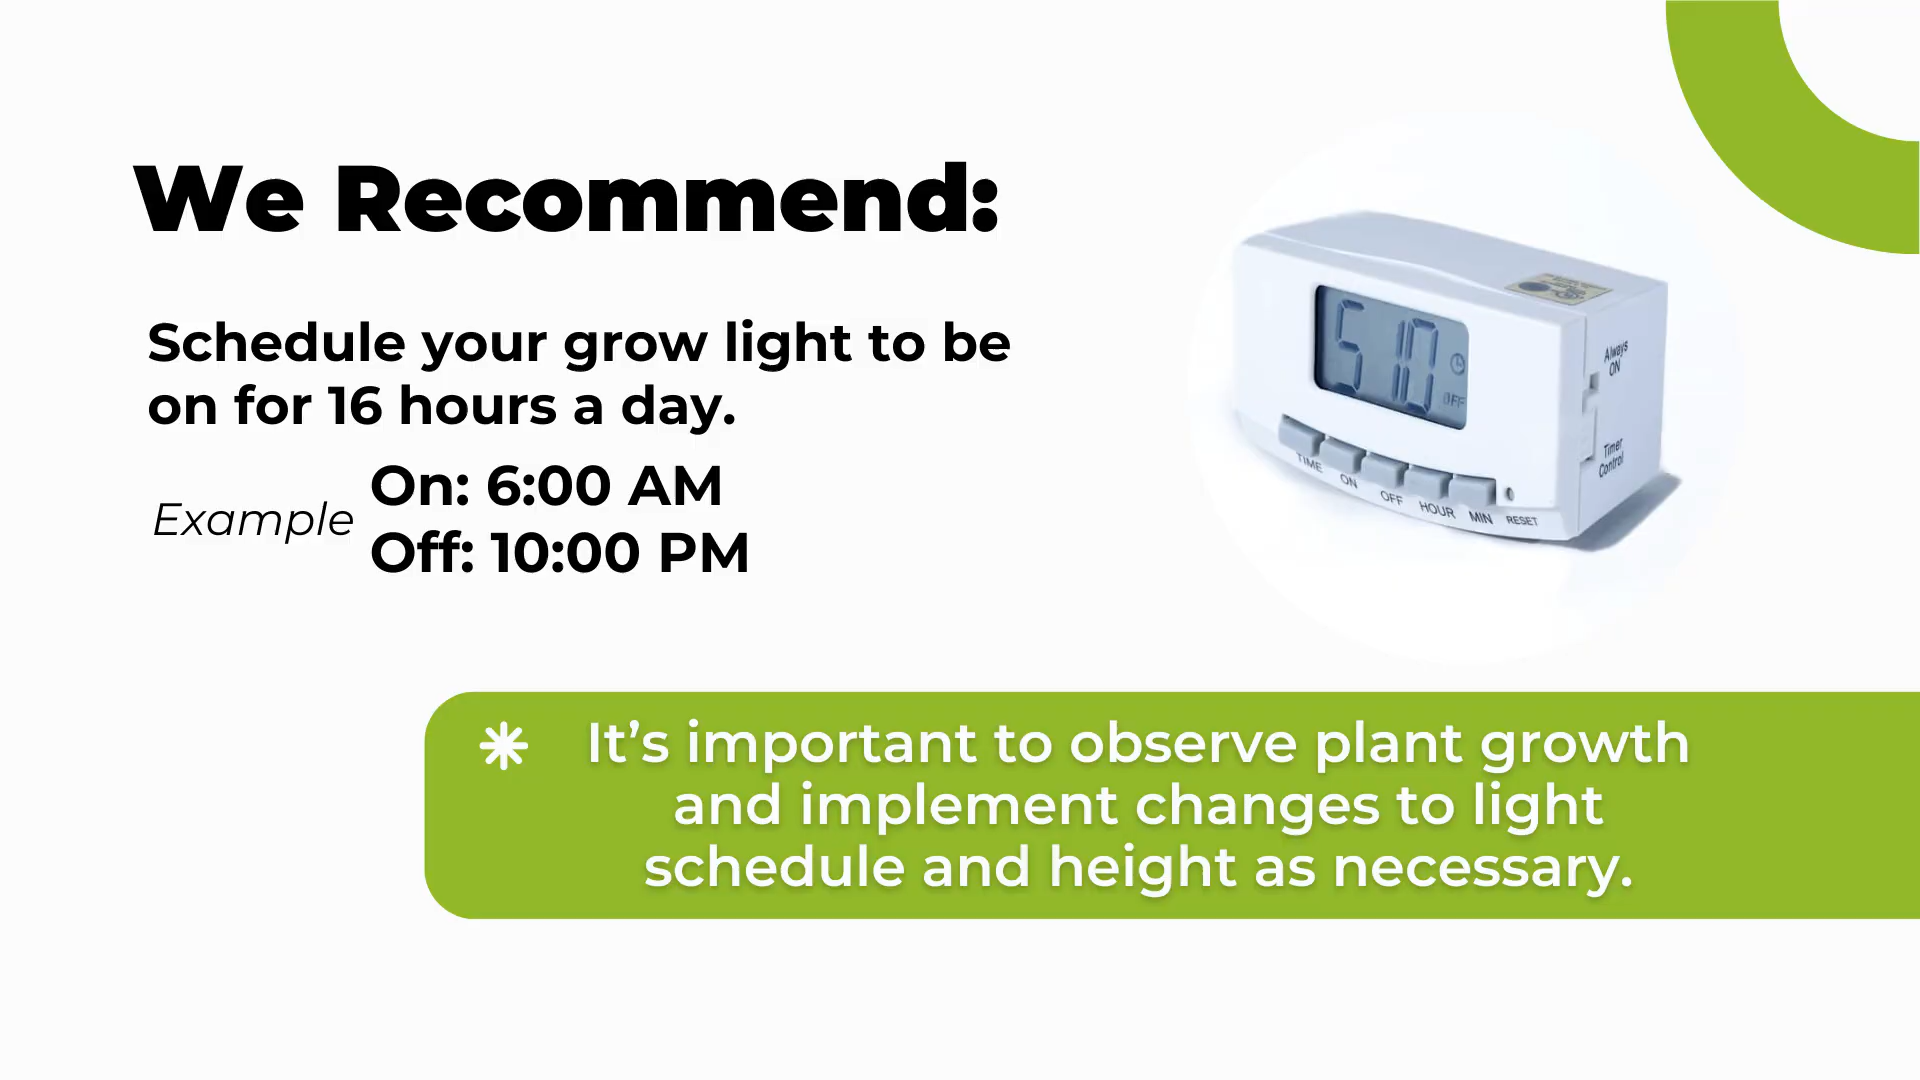 We Recommend:
Schedule your grow light to be
on for 16 hours a day.
Example
On: 6:00 AM
Off: 10:00 PM
510
OFF
TIME
ON
OFF
HOUR
MIN
RESET
Always
ON
Timer
Control
It’s important to observe plant growth
and implement changes to light
schedule and height as necessary.